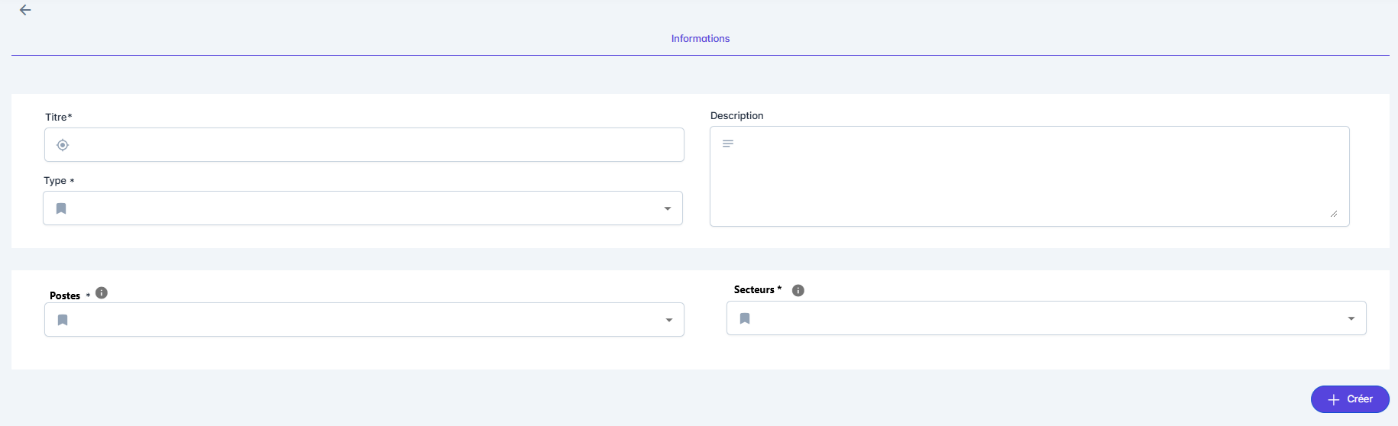 Informations
Titre*
Description
Type *
Postes *
Secteurs *
Créer